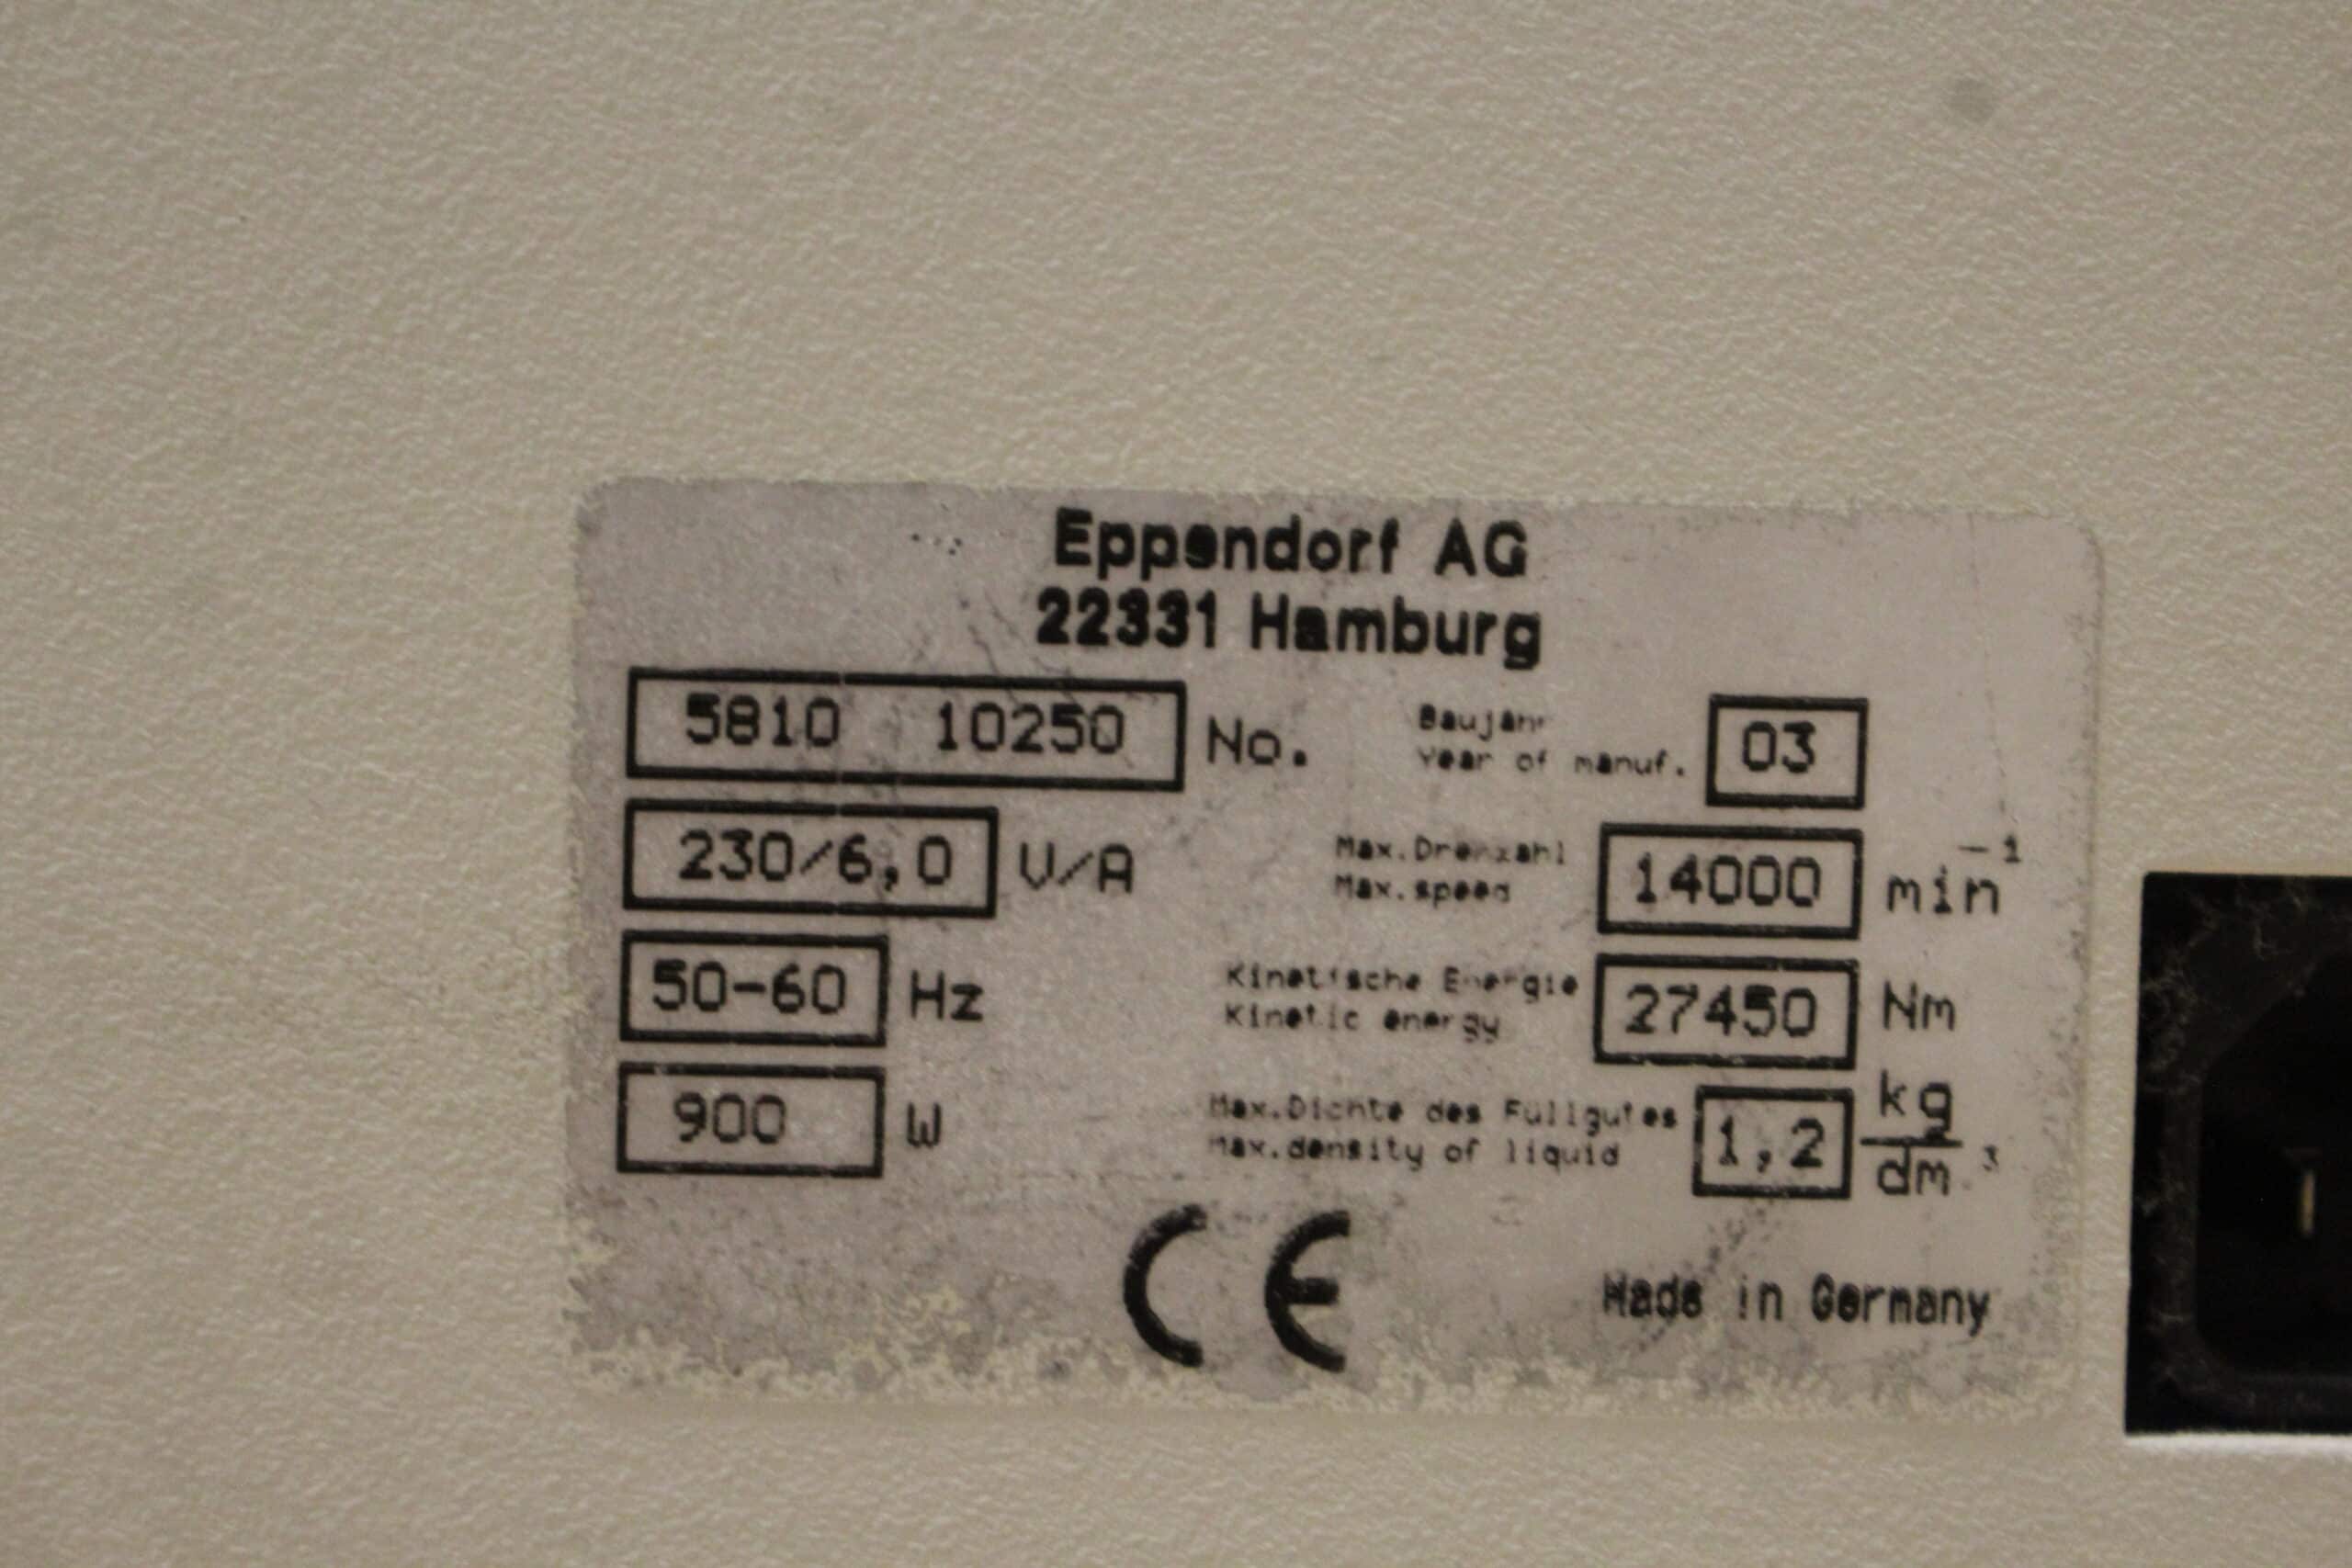 Eppendorf AG
22331 Hamburg
5810 10250 No. Baujahr
Year of manuf. 03
230/6,0 V/A Max.Drehzahl
Max.speed 14000 min⁻¹
50-60 Hz Kinetische Energie
Kinetic energy 27450 Nm
900 W Max.Dichte des Füllgutes
Max.density of liquid 1,2 kg/dm³
CE
Made in Germany